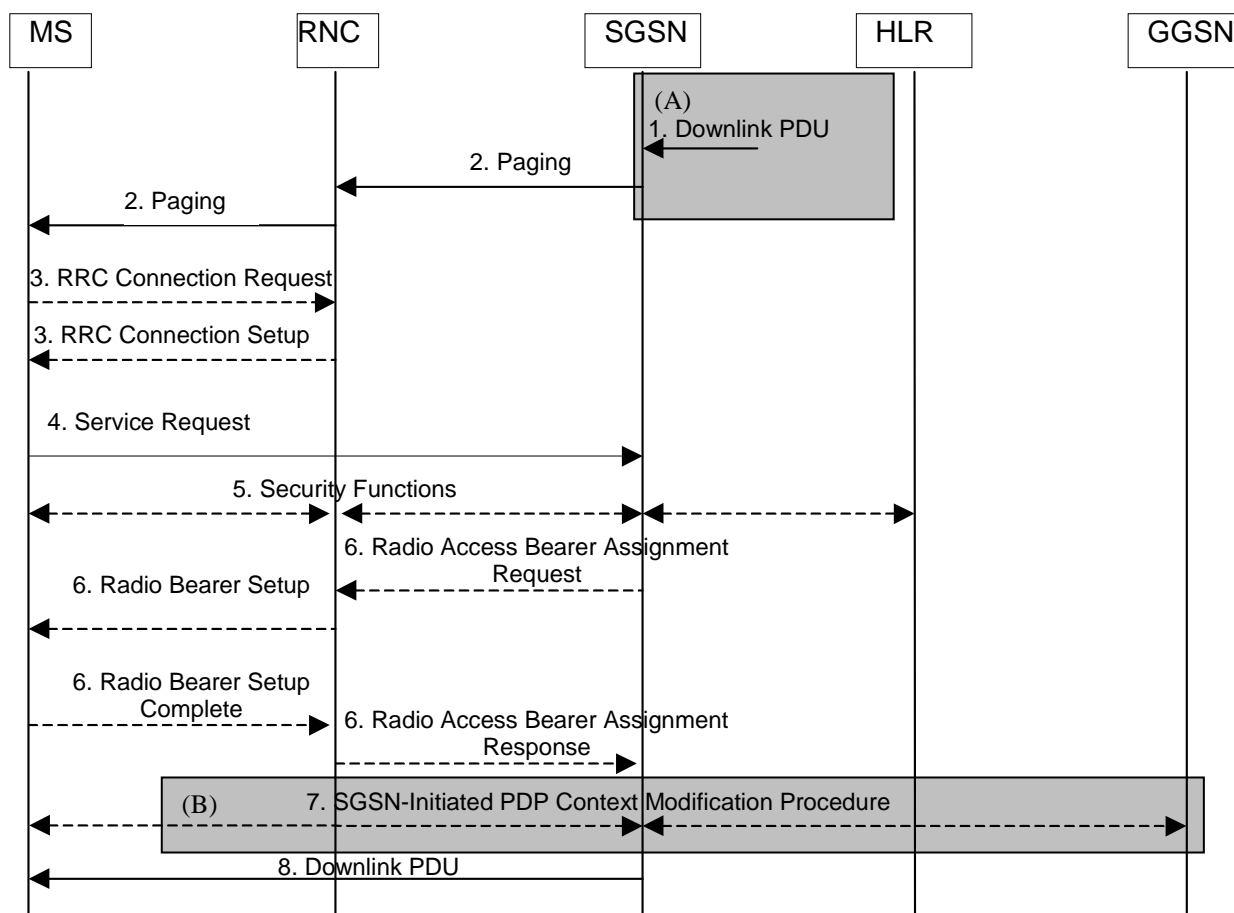 MS
RNC
SGSN
HLR
GGSN
(A)
1. Downlink PDU
2. Paging
2. Paging
3. RRC Connection Request
3. RRC Connection Setup
4. Service Request
5. Security Functions
6. Radio Access Bearer Assignment
Request
6. Radio Bearer Setup
6. Radio Bearer Setup
Complete
6. Radio Access Bearer Assignment
Response
(B)
7. SGSN-Initiated PDP Context Modification Procedure
8. Downlink PDU